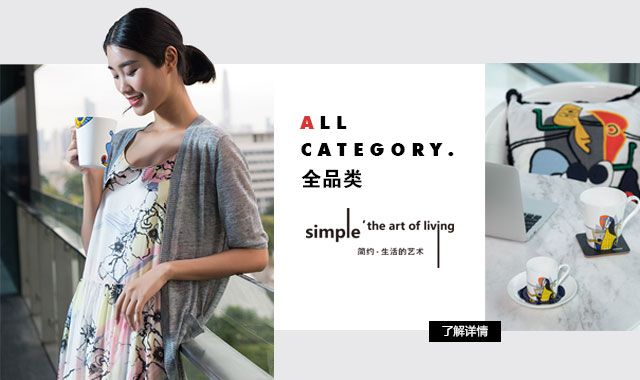 ALL
CATEGORY.
全品类
simple 'the art of living
简约·生活的艺术
了解详情